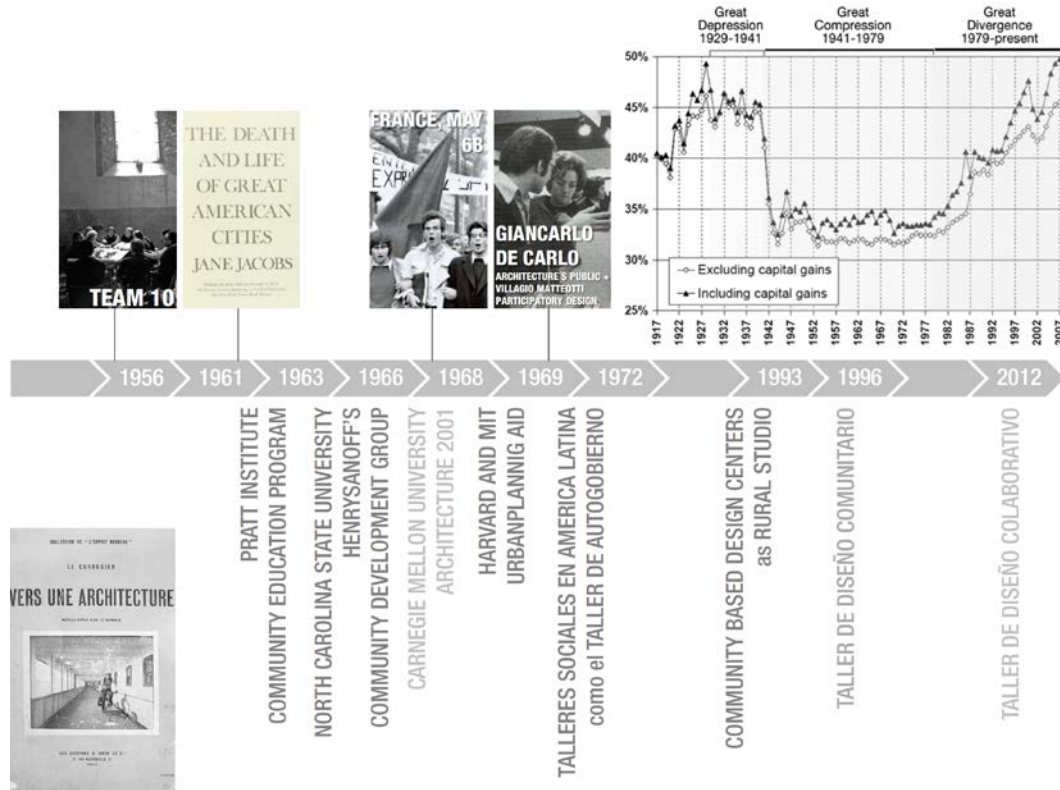 Great
Depression
1929-1941
Great
Compression
1941-1979
Great
Divergence
1979-present
50%
45%
40%
35%
30%
25%
Excluding capital gains
Including capital gains
1917
1922
1927
1932
1937
1942
1947
1952
1957
1962
1967
1972
1977
1982
1987
1992
1997
2002
2007
TEAM 10
THE DEATH
AND LIFE
OF GREAT
AMERICAN
CITIES
JANE JACOBS
FRANCE, MAY
68
GIANCARLO
DE CARLO
ARCHITECTURE'S PUBLIC +
VILLAGIO MATTEOTTI
PARTICIPATORY DESIGN
1956
1961
1963
1966
1968
1969
1972
1993
1996
2012
PRATT INSTITUTE
COMMUNITY EDUCATION PROGRAM
NORTH CAROLINA STATE UNIVERSITY
HENRYSANOFF'S
COMMUNITY DEVELOPMENT GROUP
CARNEGIE MELLON UNIVERSITY
ARCHITECTURE 2001
HARVARD AND MIT
URBANPLANNIG AID
TALLERES SOCIALES EN AMERICA LATINA
como el TALLER DE AUTOGOBIERNO
COMMUNITY BASED DESIGN CENTERS
as RURAL STUDIO
TALLER DE DISEÑO COMUNITARIO
TALLER DE DISEÑO COLABORATIVO
LE CORBUSIER
VERS UNE ARCHITECTURE